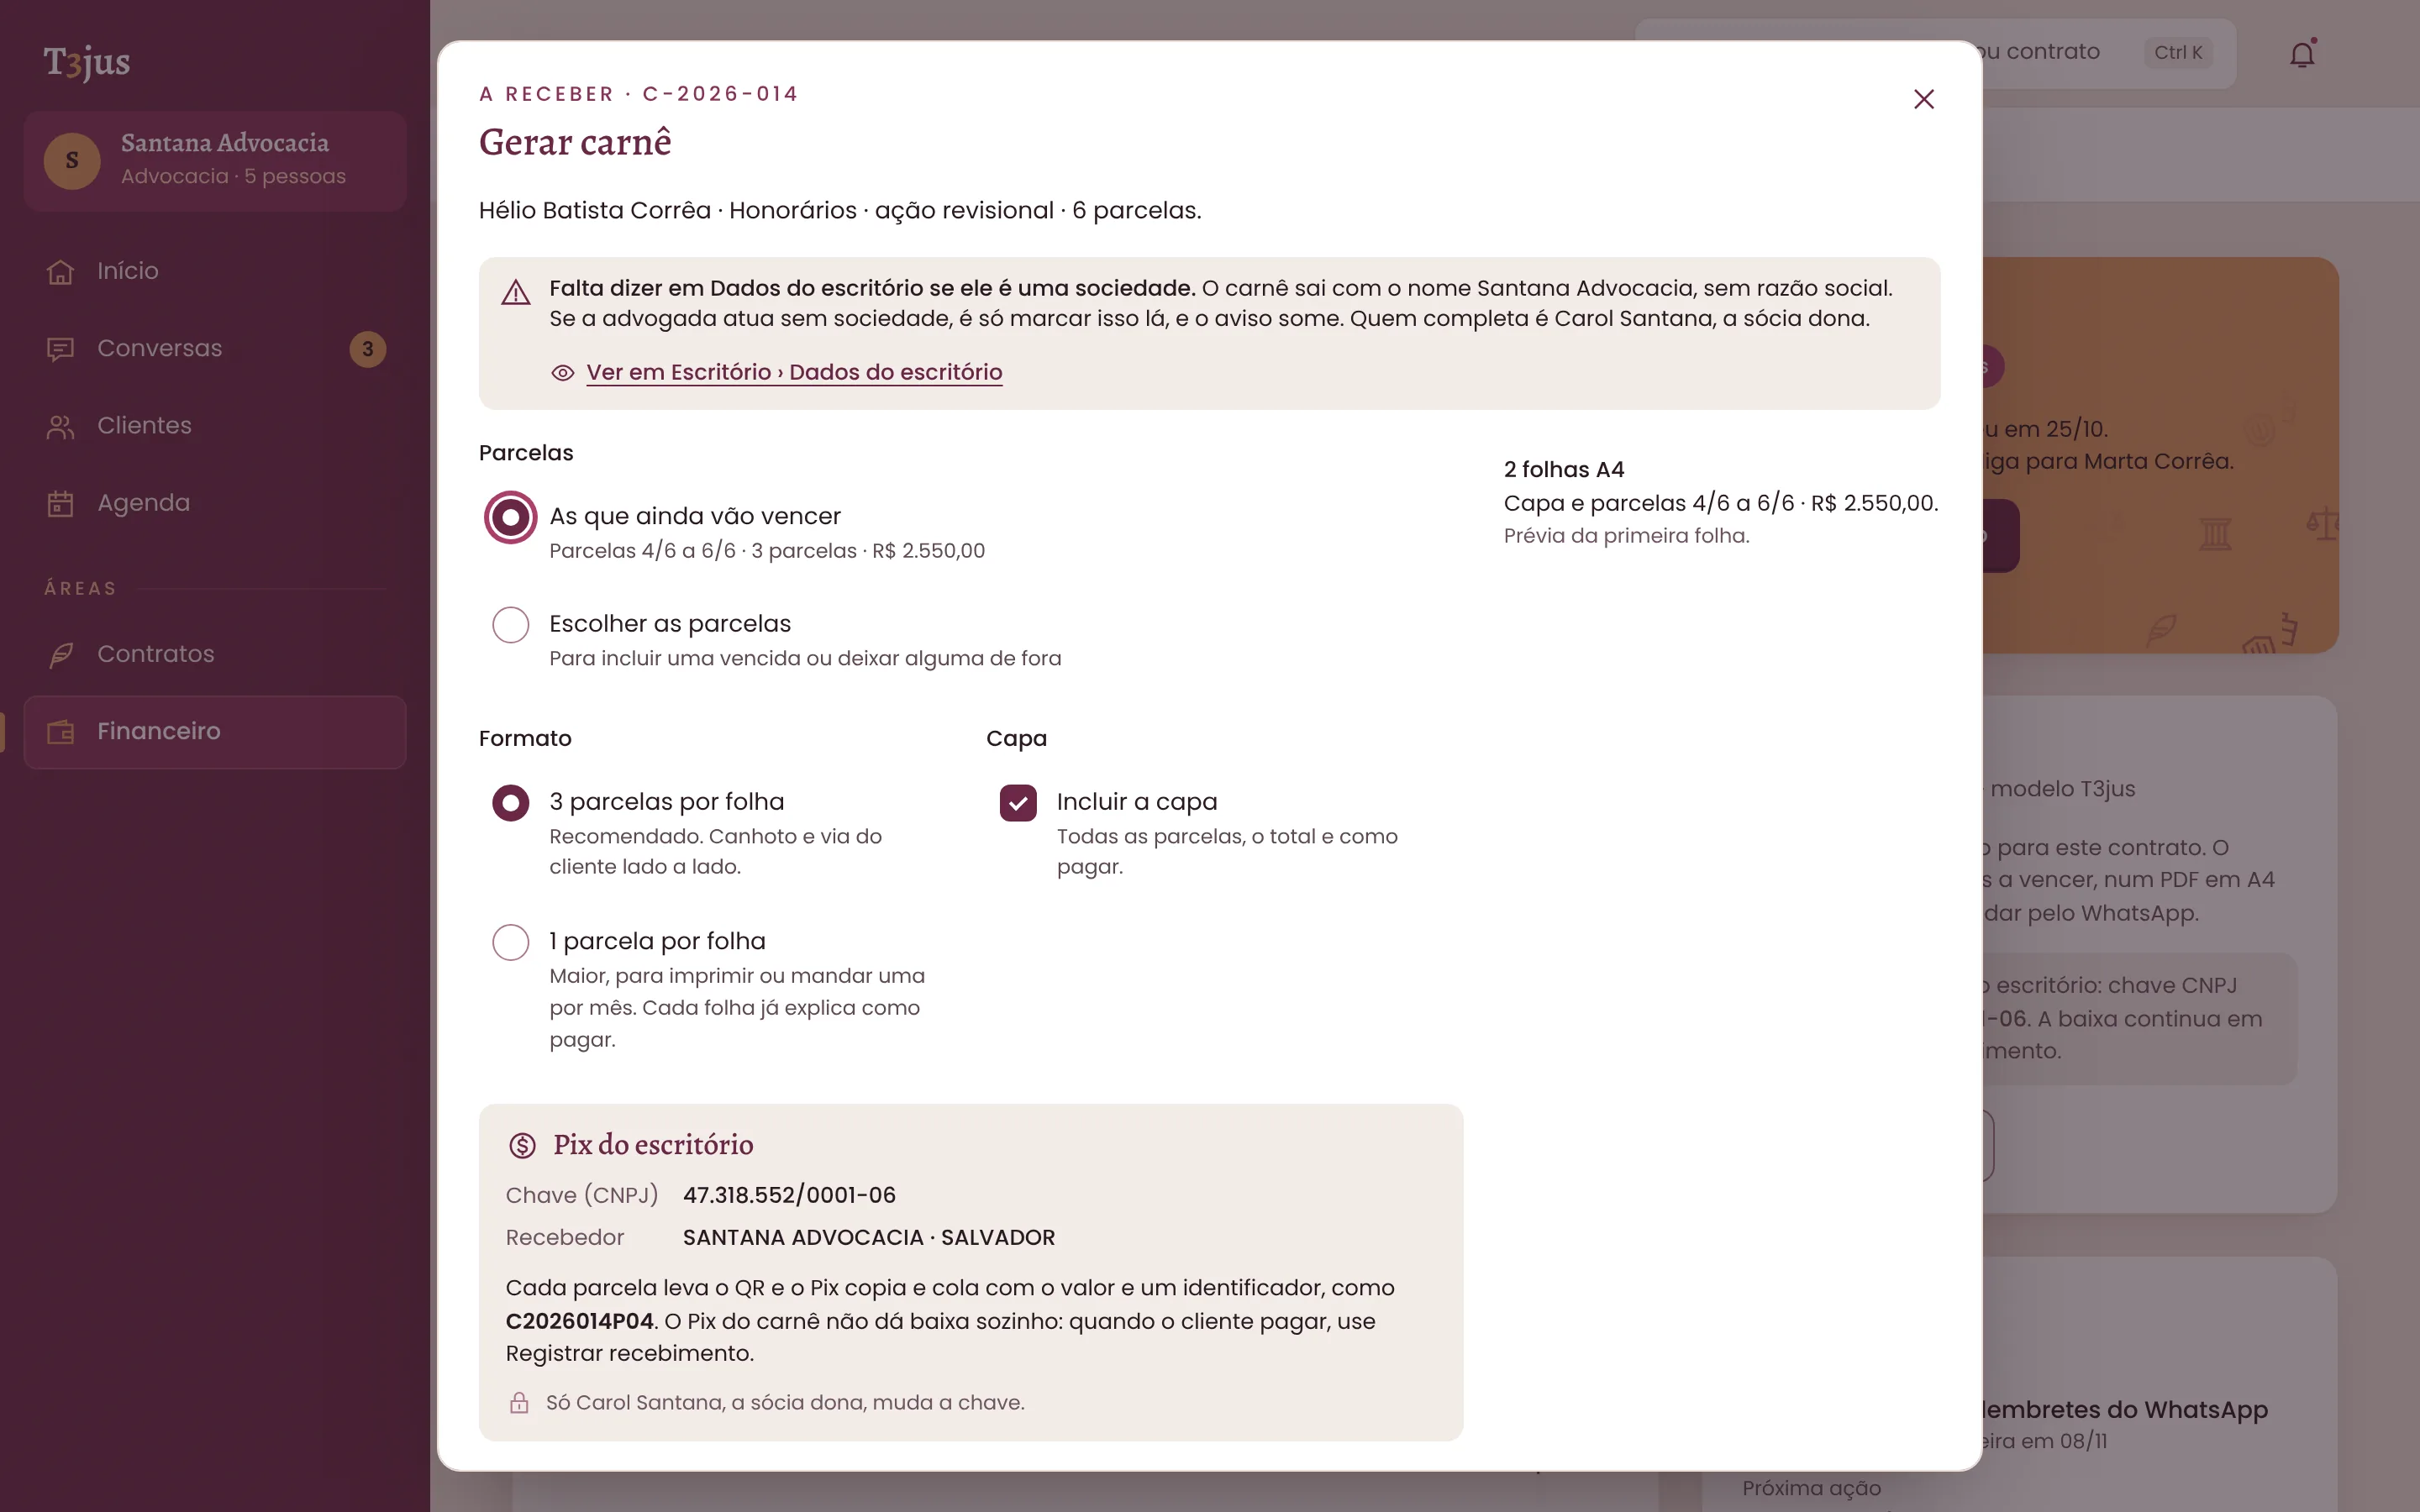 T3jus
S
Santana Advocacia
Advocacia · 5 pessoas
Início
Conversas
3
Clientes
Agenda
ÁREAS
Contratos
Financeiro
A RECEBER · C-2026-014
Gerar carnê
Hélio Batista Corrêa · Honorários · ação revisional · 6 parcelas.
Falta dizer em Dados do escritório se ele é uma sociedade. O carnê sai com o nome Santana Advocacia, sem razão social.
Se a advogada atua sem sociedade, é só marcar isso lá, e o aviso some. Quem completa é Carol Santana, a sócia dona.
Ver em Escritório › Dados do escritório
Parcelas
As que ainda vão vencer
Parcelas 4/6 a 6/6 · 3 parcelas · R$ 2.550,00
Escolher as parcelas
Para incluir uma vencida ou deixar alguma de fora
2 folhas A4
Capa e parcelas 4/6 a 6/6 · R$ 2.550,00.
Prévia da primeira folha.
Formato
3 parcelas por folha
Recomendado. Canhoto e via do
cliente lado a lado.
1 parcela por folha
Maior, para imprimir ou mandar uma
por mês. Cada folha já explica como
pagar.
Capa
Incluir a capa
Todas as parcelas, o total e como
pagar.
Pix do escritório
Chave (CNPJ) 47.318.552/0001-06
Recebedor SANTANA ADVOCACIA · SALVADOR
Cada parcela leva o QR e o Pix copia e cola com o valor e um identificador, como
C2026014P04. O Pix do carnê não dá baixa sozinho: quando o cliente pagar, use
Registrar recebimento.
Só Carol Santana, a sócia dona, muda a chave.
ou contrato
Ctrl K
em 25/10.
para Marta Corrêa.
modelo T3jus
para este contrato. O
a vencer, num PDF em A4
pelo WhatsApp.
escritório: chave CNPJ
-06. A baixa continua em
lembretes do WhatsApp
em 08/11
Próxima ação